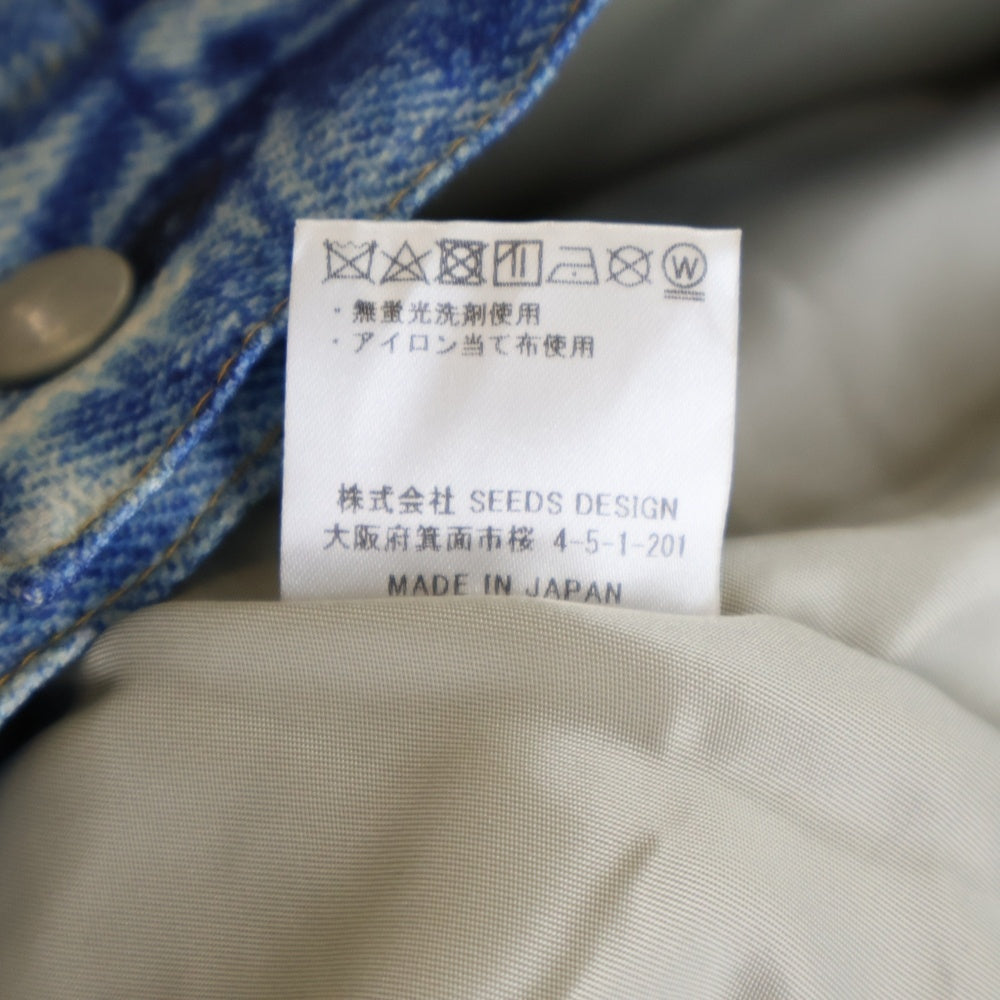 W
・無蛍光洗剤使用
・アイロン当て布使用
株式会社 SEEDS DESIGN
大阪府箕面市桜 4-5-1-201
MADE IN JAPAN